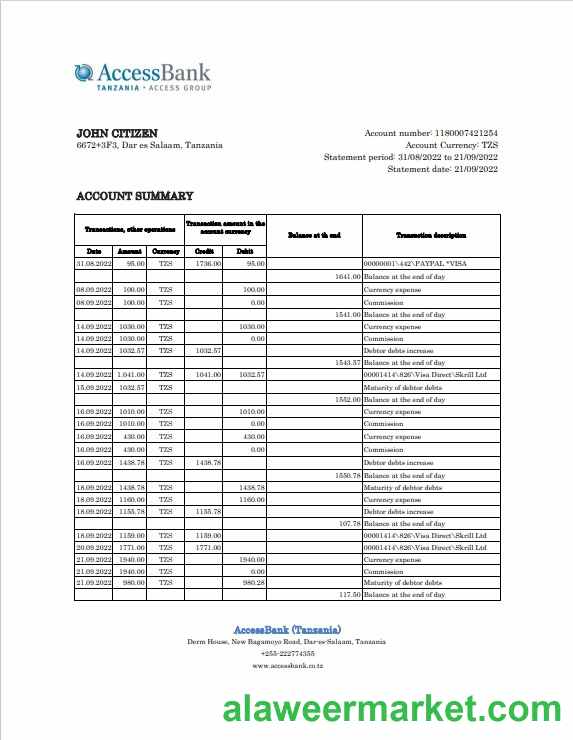 AccessBank
TANZANIA • ACCESS GROUP
JOHN CITIZEN
6672+3F3, Dar es Salaam, Tanzania
Account number: 1180007421254
Account Currency: TZS
Statement period: 31/08/2022 to 21/09/2022
Statement date: 21/09/2022
ACCOUNT SUMMARY
Transactions, other operations Transaction amount in the account currency Balance at th end Transaction description
Date Amount Currency Credit Debit
31.08.2022 95.00 TZS 1736.00 95.00 00000001\442\PAYPAL *VISA
1641.00 Balance at the end of day
08.09.2022 100.00 TZS 100.00 Currency expense
08.09.2022 100.00 TZS 0.00 Commission
1541.00 Balance at the end of day
14.09.2022 1030.00 TZS 1030.00 Currency expense
14.09.2022 1030.00 TZS 0.00 Commission
14.09.2022 1032.57 TZS 1032.57 Debtor debts increase
1543.57 Balance at the end of day
14.09.2022 1.041.00 TZS 1041.00 1032.57 00001414\826\Visa Direct\Skrill Ltd
15.09.2022 1032.57 TZS Maturity of debtor debts
1552.00 Balance at the end of day
16.09.2022 1010.00 TZS 1010.00 Currency expense
16.09.2022 1010.00 TZS 0.00 Commission
16.09.2022 430.00 TZS 430.00 Currency expense
16.09.2022 430.00 TZS 0.00 Commission
16.09.2022 1438.78 TZS 1438.78 Debtor debts increase
1550.78 Balance at the end of day
18.09.2022 1438.78 TZS 1438.78 Maturity of debtor debts
18.09.2022 1160.00 TZS 1160.00 Currency expense
18.09.2022 1155.78 TZS 1155.78 Debtor debts increase
107.78 Balance at the end of day
18.09.2022 1159.00 TZS 1159.00 00001414\826\Visa Direct\Skrill Ltd
20.09.2022 1771.00 TZS 1771.00 00001414\826\Visa Direct\Skrill Ltd
21.09.2022 1940.00 TZS 1940.00 Currency expense
21.09.2022 1940.00 TZS 0.00 Commission
21.09.2022 980.00 TZS 980.28 Maturity of debtor debts
117.50 Balance at the end of day
AccessBank (Tanzania)
Derm House, New Bagamoyo Road, Dar-es-Salaam, Tanzania
+255-222774355
www.accessbank.co.tz
alaweermarket.com